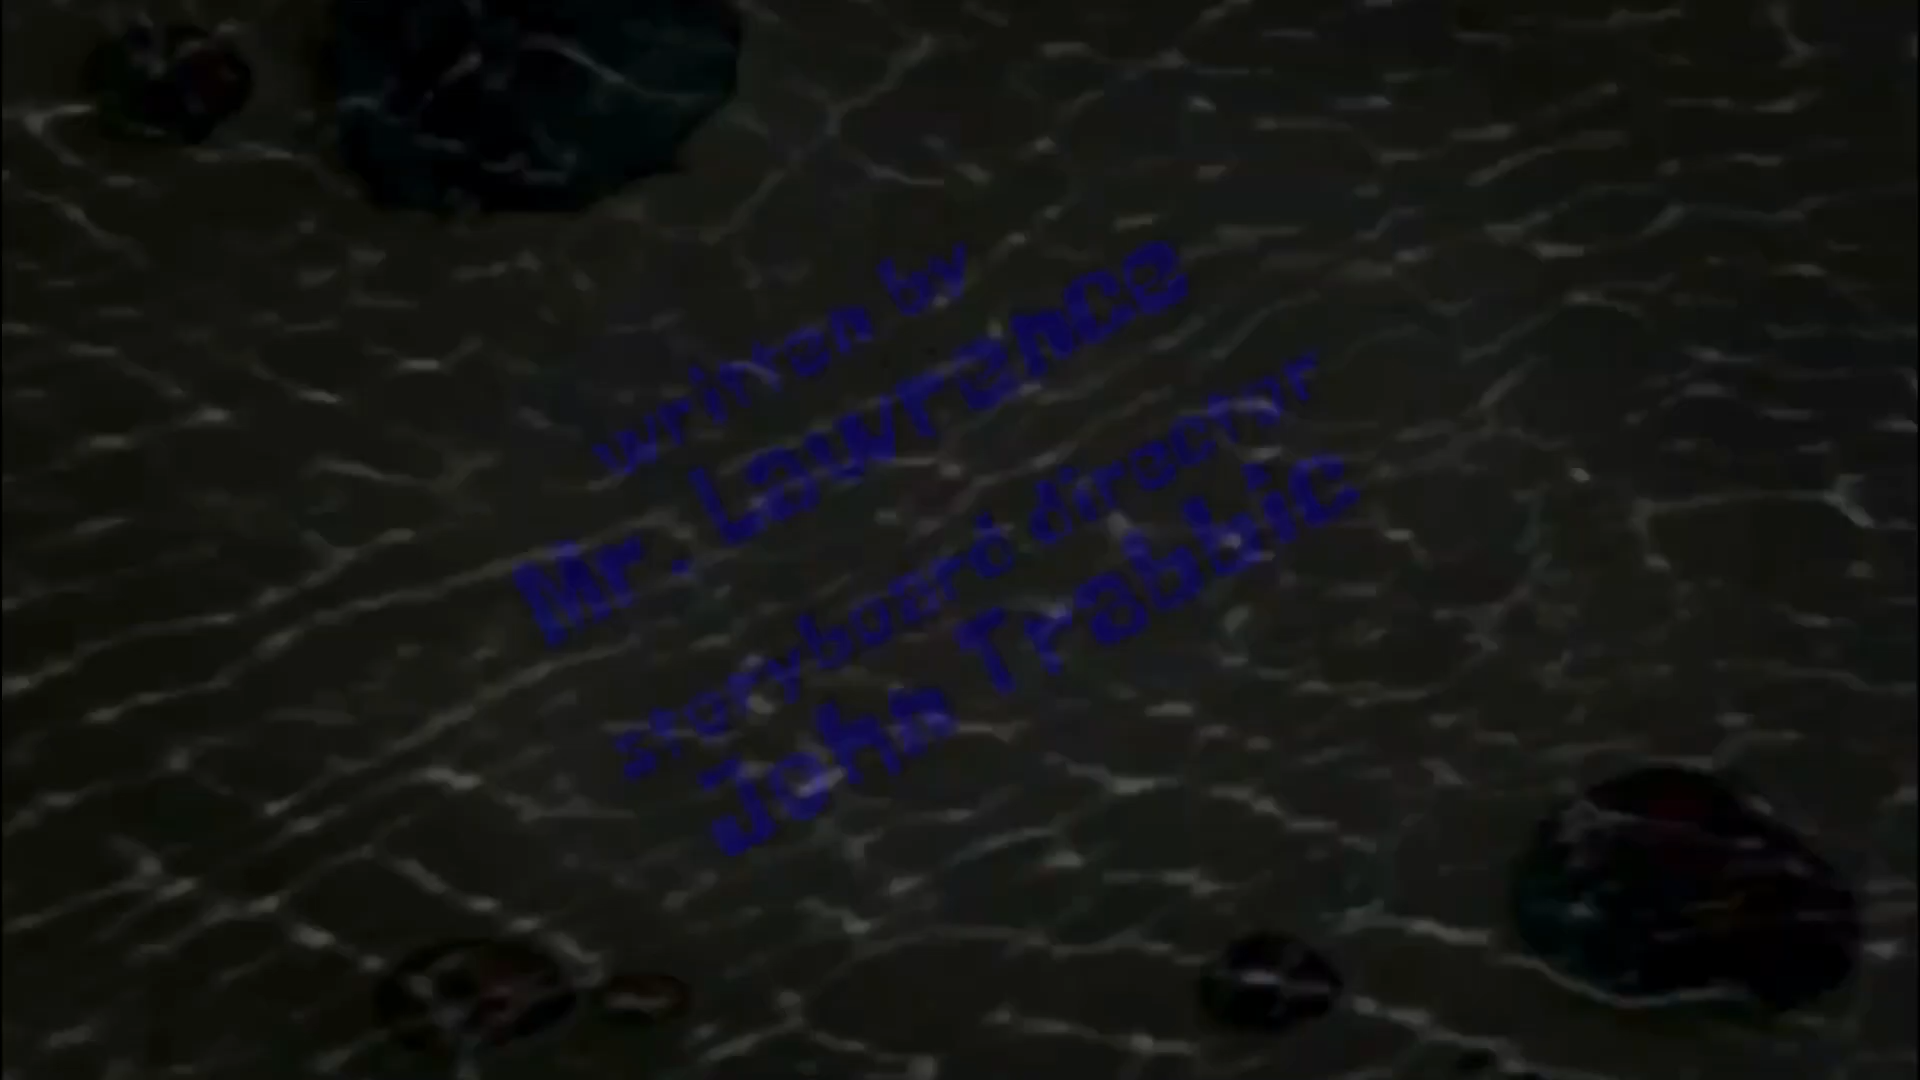 written by
Mr. Lawrence
storyboard director
John Trabbic